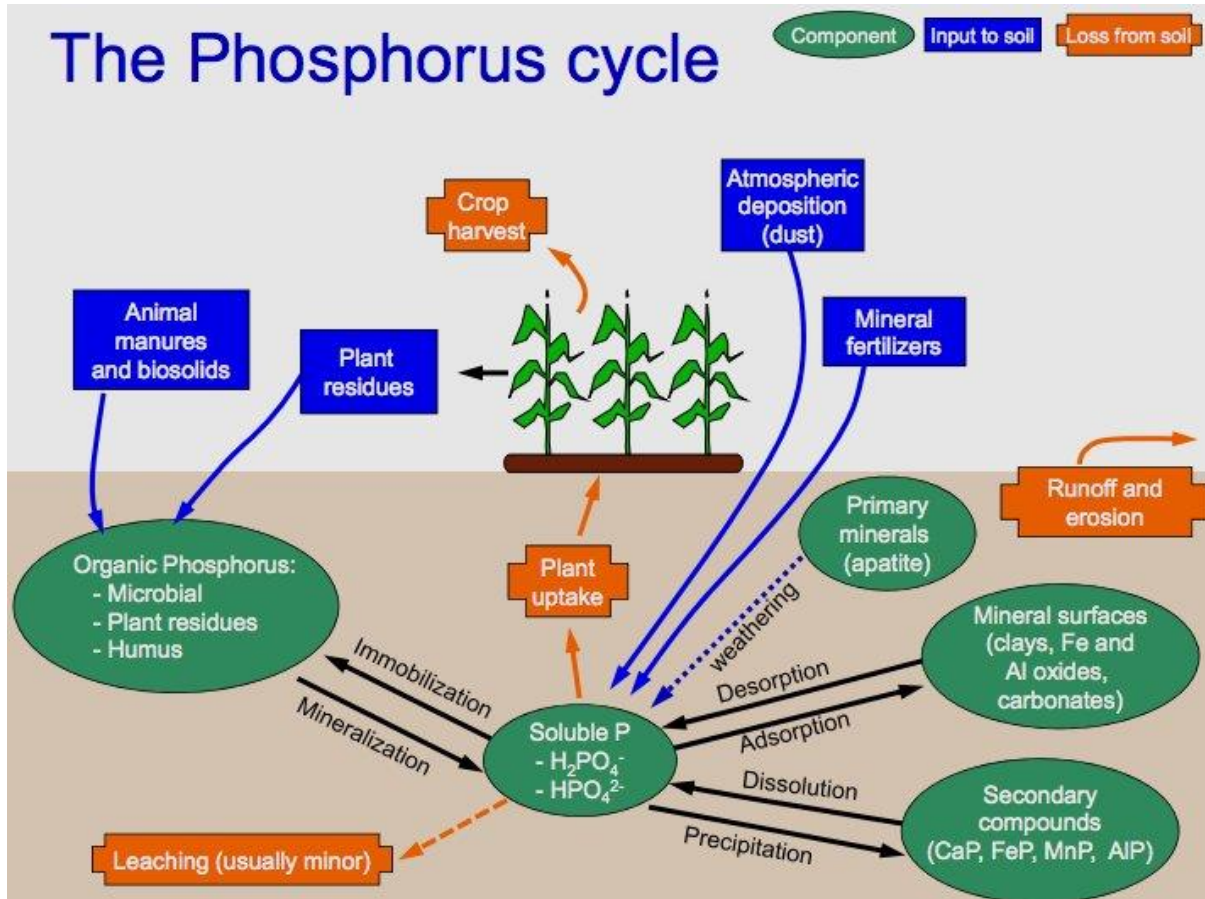 The Phosphorus cycle
Component
Input to soil
Loss from soil
Crop
harvest
Atmospheric
deposition
(dust)
Animal
manures
and biosolids
Plant
residues
Mineral
fertilizers
Primary
minerals
(apatite)
Runoff and
erosion
Organic Phosphorus:
- Microbial
- Plant residues
- Humus
Plant
uptake
weathering
Mineral surfaces
(clays, Fe and
Al oxides,
carbonates)
Immobilization
Mineralization
Desorption
Adsorption
Soluble P
- H₂PO₄⁻
- HPO₄²⁻
Dissolution
Precipitation
Secondary
compounds
(CaP, FeP, MnP, AlP)
Leaching (usually minor)